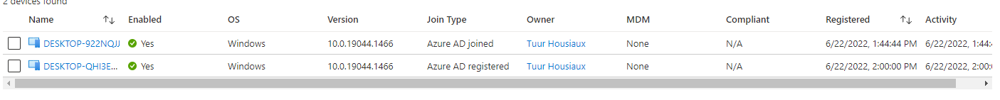 2 devices found
Name Enabled OS Version Join Type Owner MDM Compliant Registered Activity
DESKTOP-922NQJJ Yes Windows 10.0.19044.1466 Azure AD joined Tuur Housiaux None N/A 6/22/2022, 1:44:44 PM 6/22/2022, 1:44:4
DESKTOP-QHI3E... Yes Windows 10.0.19044.1466 Azure AD registered Tuur Housiaux None N/A 6/22/2022, 2:00:00 PM 6/22/2022, 2:00:0